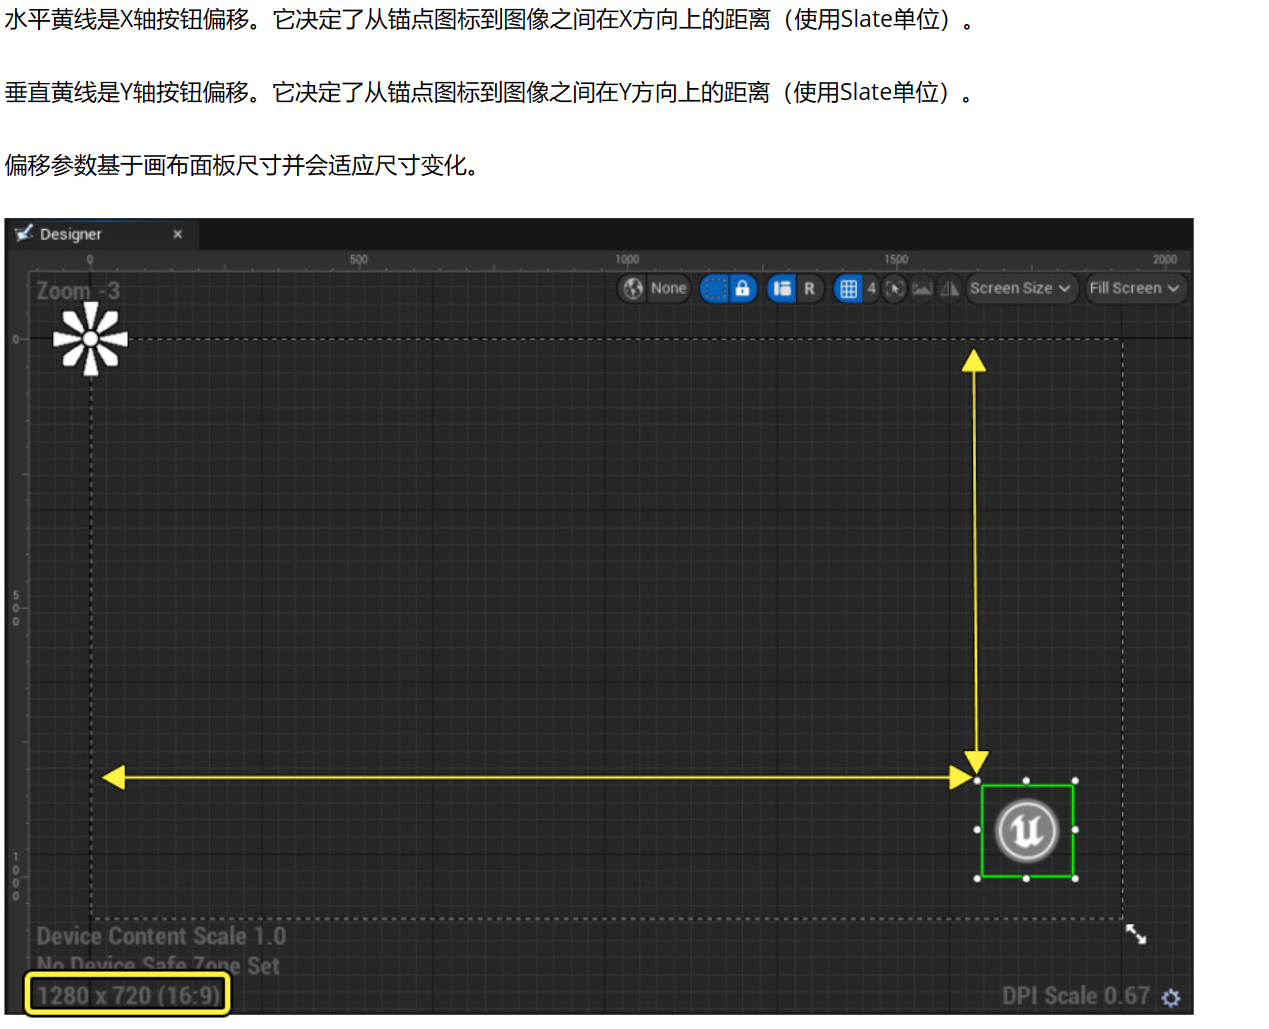 水平黄线是X轴按钮偏移。它决定了从锚点图标到图像之间在X方向上的距离（使用Slate单位）。
垂直黄线是Y轴按钮偏移。它决定了从锚点图标到图像之间在Y方向上的距离（使用Slate单位）。
偏移参数基于画布面板尺寸并会适应尺寸变化。
Designer
0 500 1000 1500 2000
Zoom -3
None R 4 Screen Size Fill Screen
0
500
1000
Device Content Scale 1.0
No Device Safe Zone Set
1280 x 720 (16:9)
DPI Scale 0.67